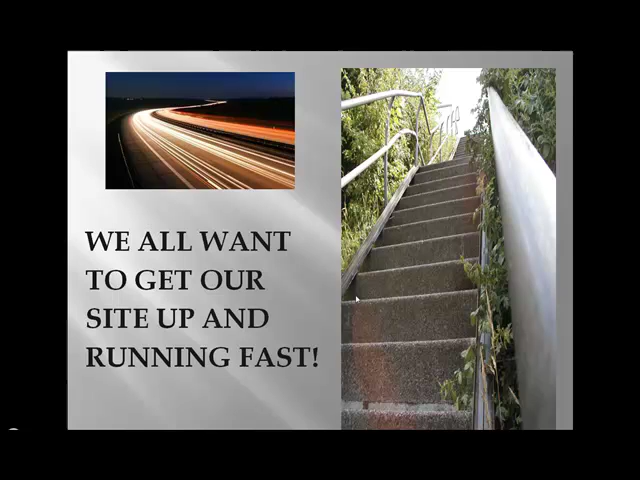 WE ALL WANT
TO GET OUR
SITE UP AND
RUNNING FAST!